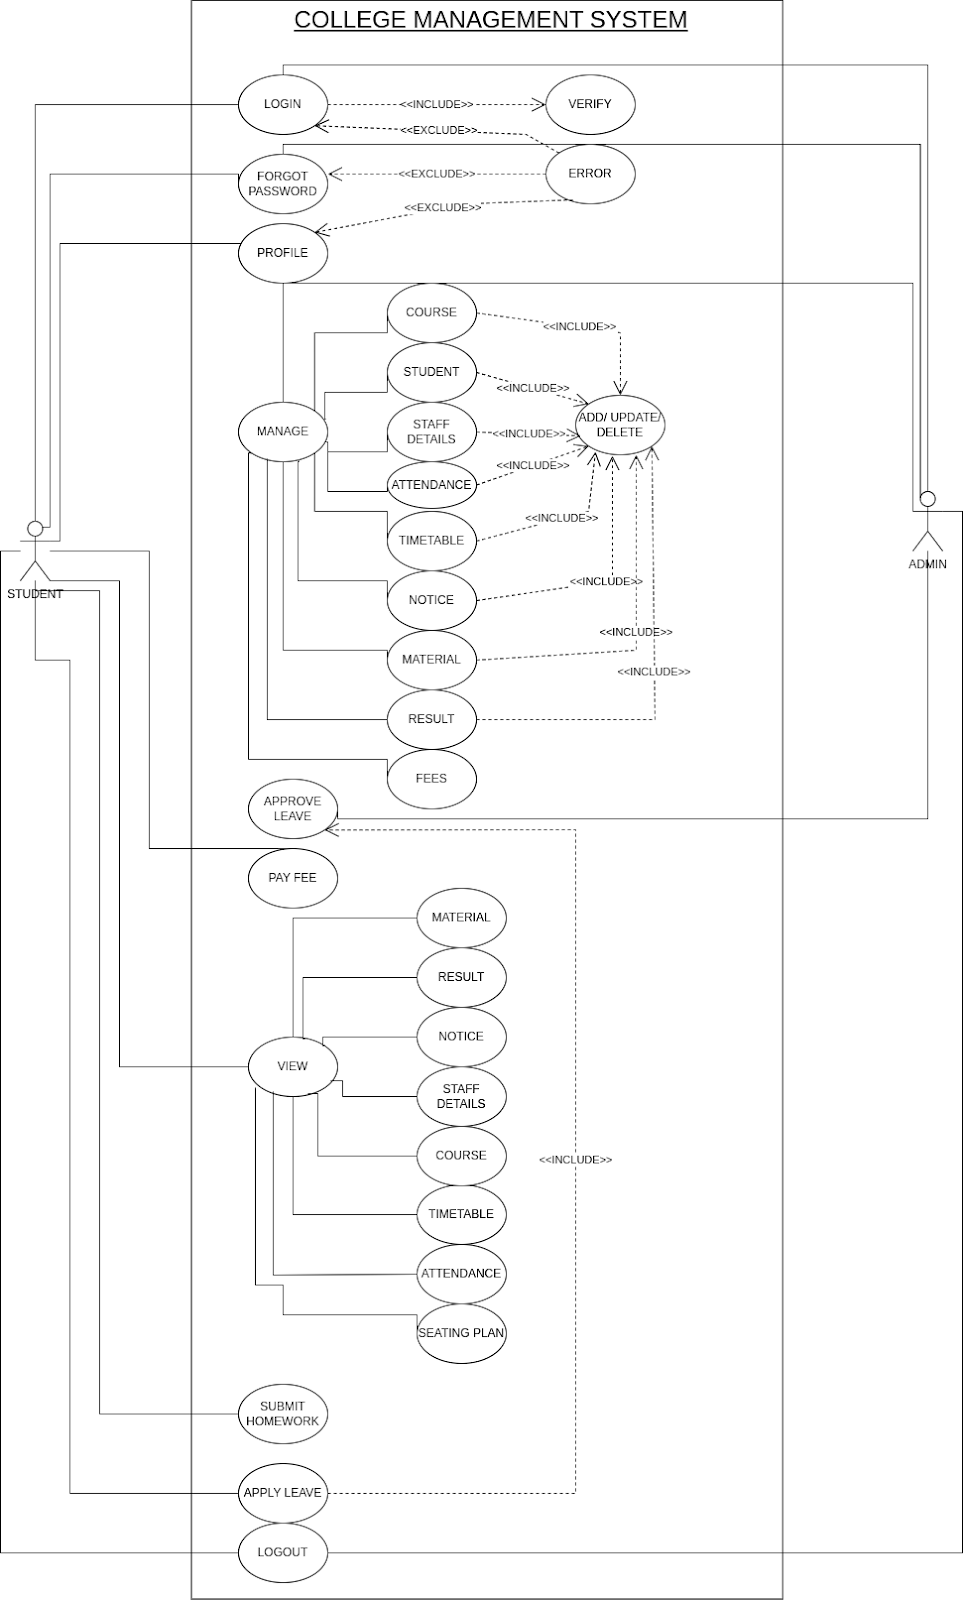 COLLEGE MANAGEMENT SYSTEM
LOGIN
<<INCLUDE>>
VERIFY
<<EXCLUDE>>
FORGOT
PASSWORD
<<EXCLUDE>>
ERROR
<<EXCLUDE>>
PROFILE
COURSE
<<INCLUDE>>
STUDENT
<<INCLUDE>>
ADD/ UPDATE/
DELETE
MANAGE
STAFF
DETAILS
<<INCLUDE>>
<<INCLUDE>>
ATTENDANCE
<<INCLUDE>>
TIMETABLE
ADMIN
<<INCLUDE>>
STUDENT
NOTICE
<<INCLUDE>>
MATERIAL
<<INCLUDE>>
RESULT
FEES
APPROVE
LEAVE
PAY FEE
MATERIAL
RESULT
NOTICE
VIEW
STAFF
DETAILS
COURSE
<<INCLUDE>>
TIMETABLE
ATTENDANCE
SEATING PLAN
SUBMIT
HOMEWORK
APPLY LEAVE
LOGOUT